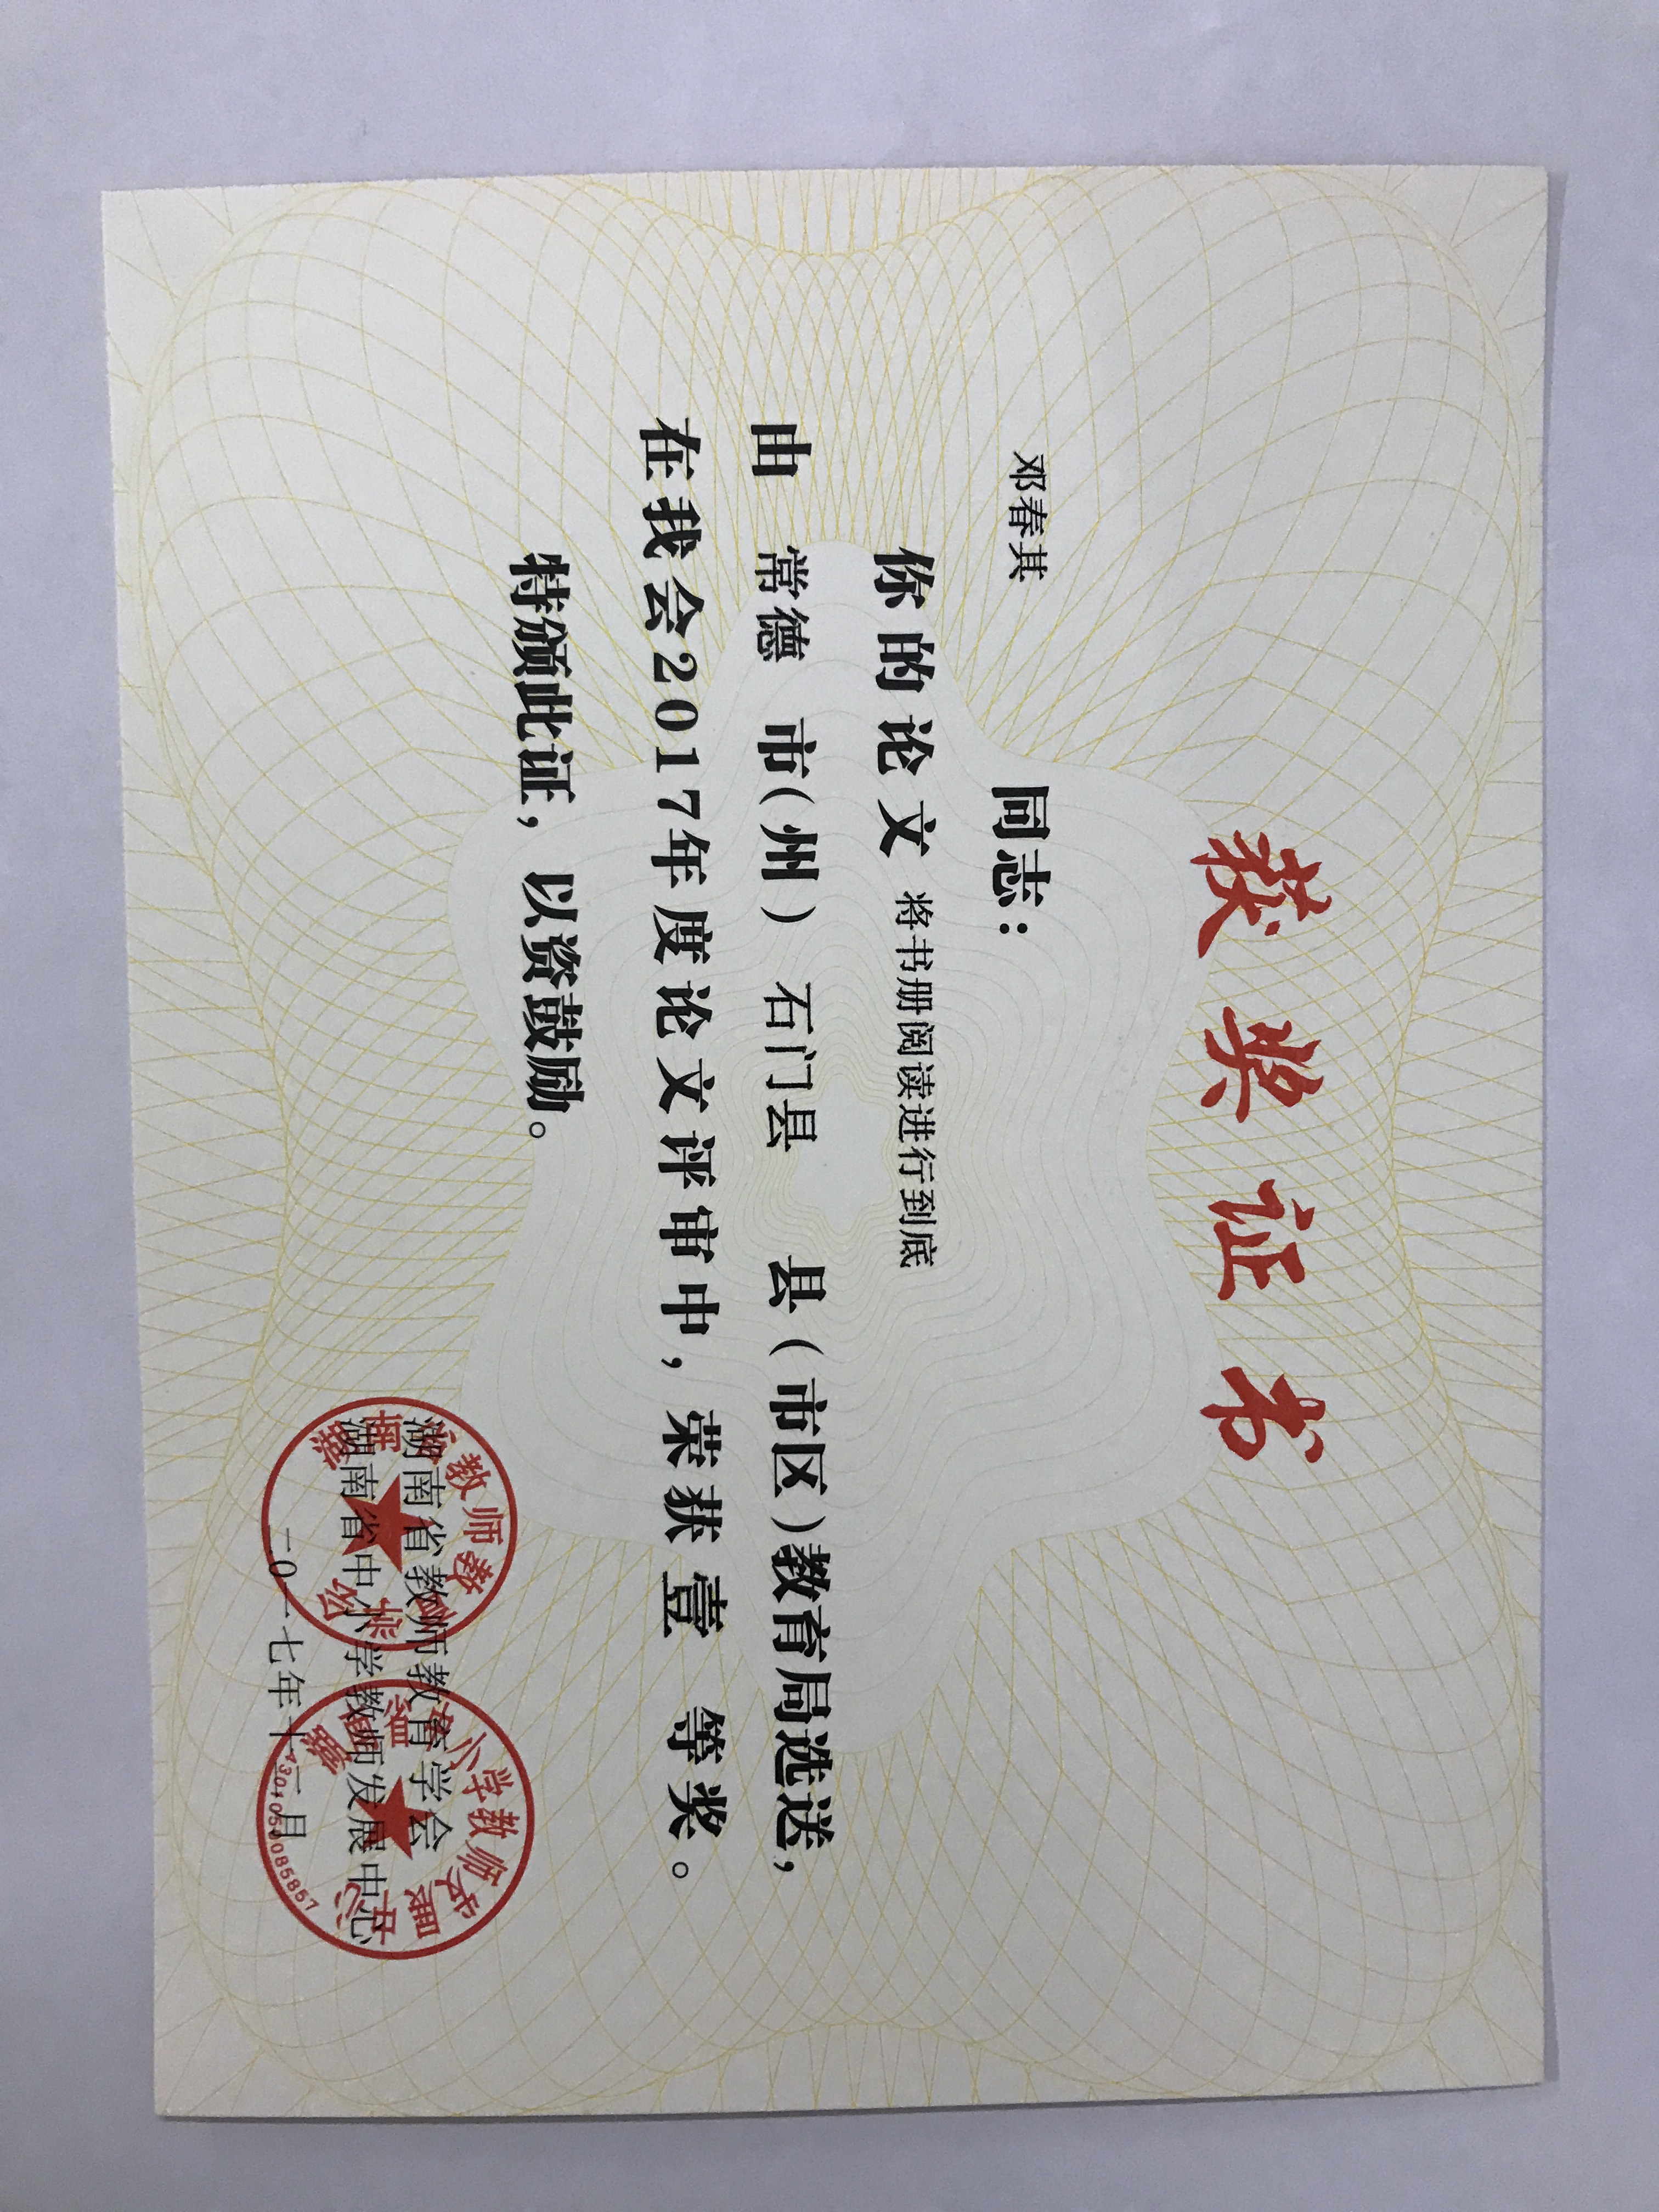 获奖证书
邓春其 同志：
你的论文 将书册阅读进行到底
由 常德 市（州） 石门县 县（市区）教育局选送，
在我会2017年度论文评审中，荣获 壹 等奖。
特颁此证，以资鼓励。
湖南省教师教育学会
湖南省中小学教师发展中心
二0一七年十二月